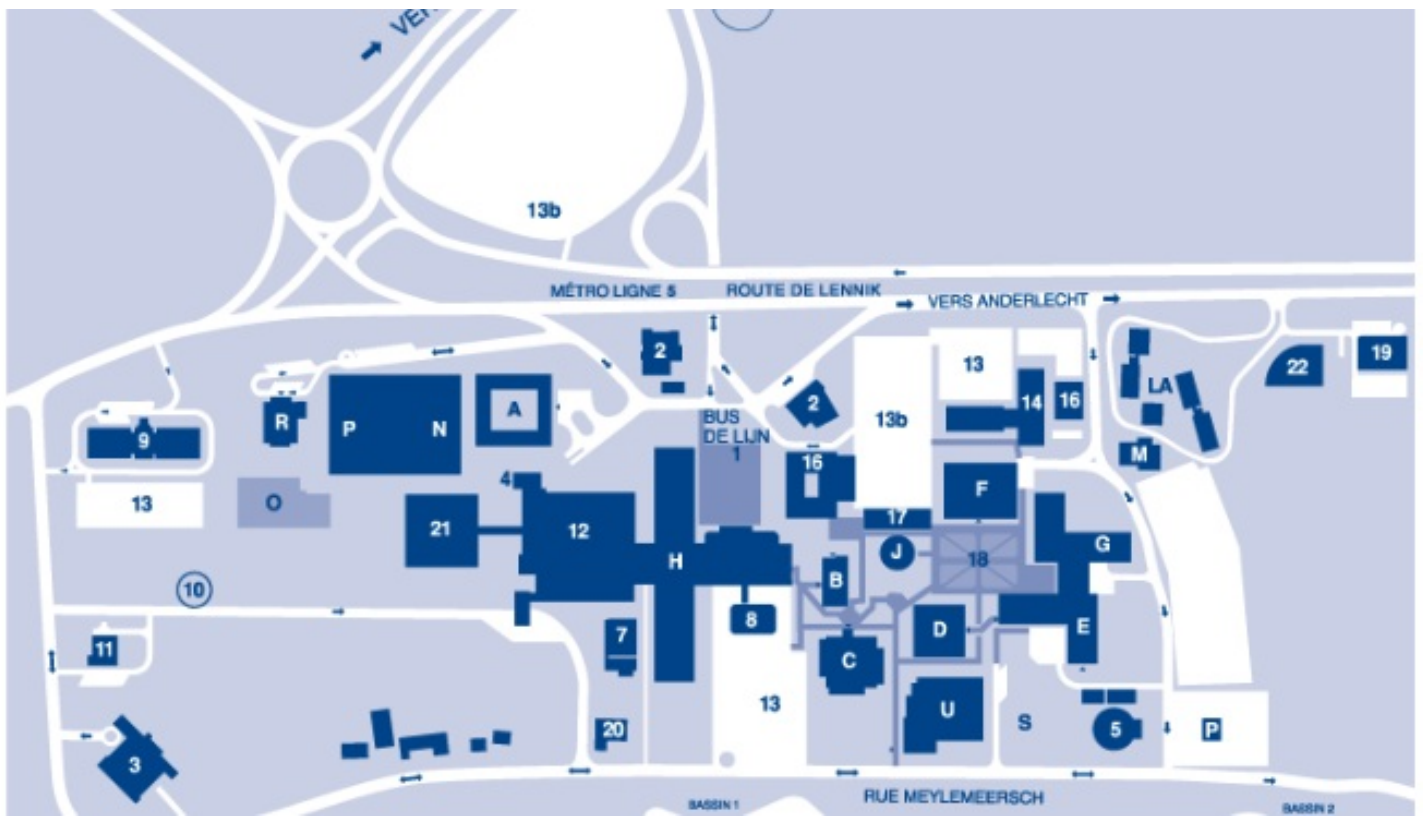 VER
13b
MÉTRO LIGNE 5
ROUTE DE LENNIK
VERS ANDERLECHT
2
13
22
19
LA
14
16
A
2
R
P
N
BUS
DE LIJN
1
13b
9
M
16
4
F
13
O
21
12
17
G
H
J
18
B
10
8
D
E
7
11
C
13
U
S
5
P
20
3
RUE MEYLEMEERSCH
BASSIN 1
BASSIN 2